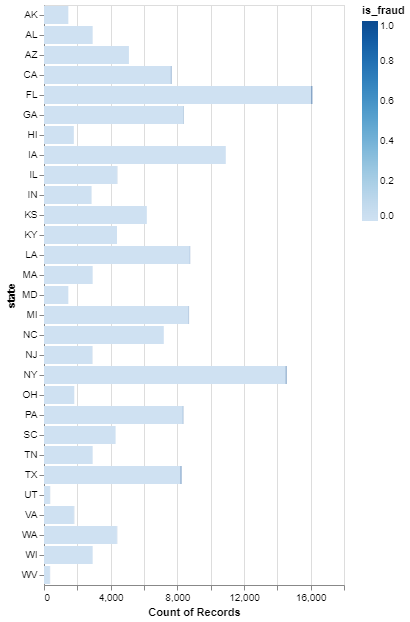 is_fraud
1.0
0.8
0.6
0.4
0.2
0.0
state
AK
AL
AZ
CA
FL
GA
HI
IA
IL
IN
KS
KY
LA
MA
MD
MI
NC
NJ
NY
OH
PA
SC
TN
TX
UT
VA
WA
WI
WV
0 4,000 8,000 12,000 16,000
Count of Records